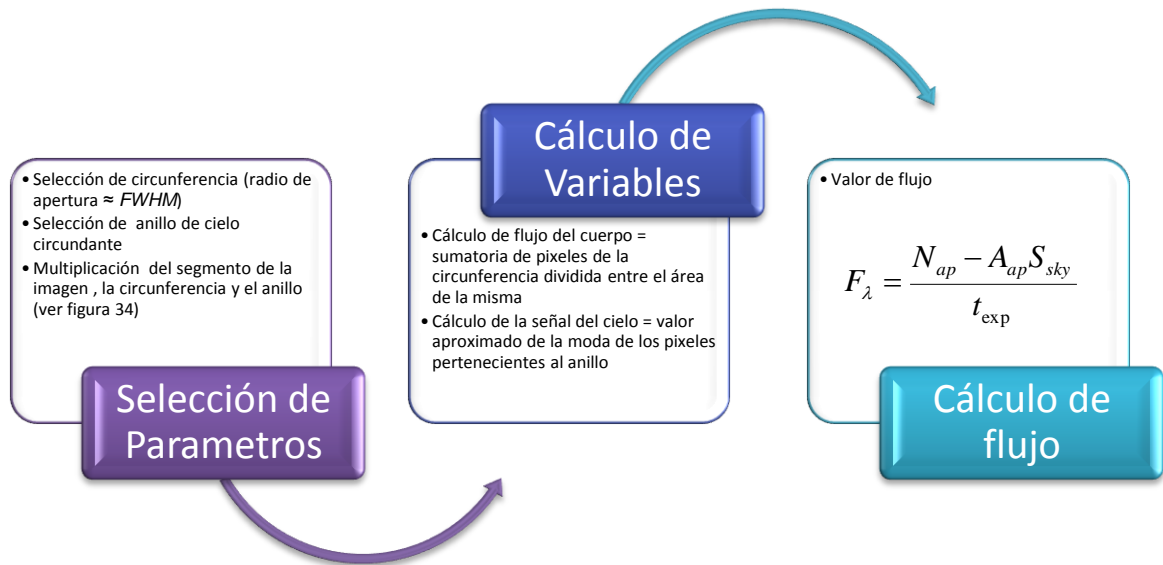 • Selección de circunferencia (radio de
apertura ≈ FWHM)
• Selección de anillo de cielo
circundante
• Multiplicación del segmento de la
imagen , la circunferencia y el anillo
(ver figura 34)
Selección de
Parametros
Cálculo de
Variables
• Cálculo de flujo del cuerpo =
sumatoria de pixeles de la
circunferencia dividida entre el área
de la misma
• Cálculo de la señal del cielo = valor
aproximado de la moda de los pixeles
pertenecientes al anillo
• Valor de flujo
F_λ = (N_ap − A_ap S_sky) / t_exp
Cálculo de
flujo